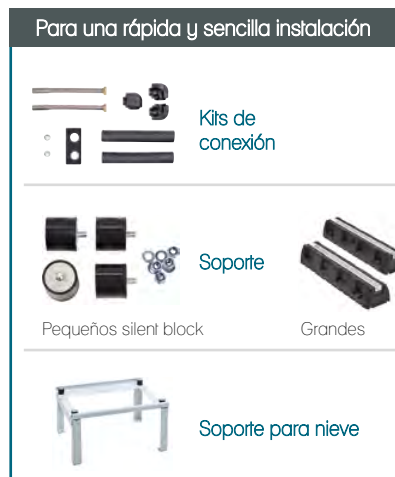 Para una rápida y sencilla instalación
Kits de
conexión
Soporte
Pequeños silent block
Grandes
Soporte para nieve